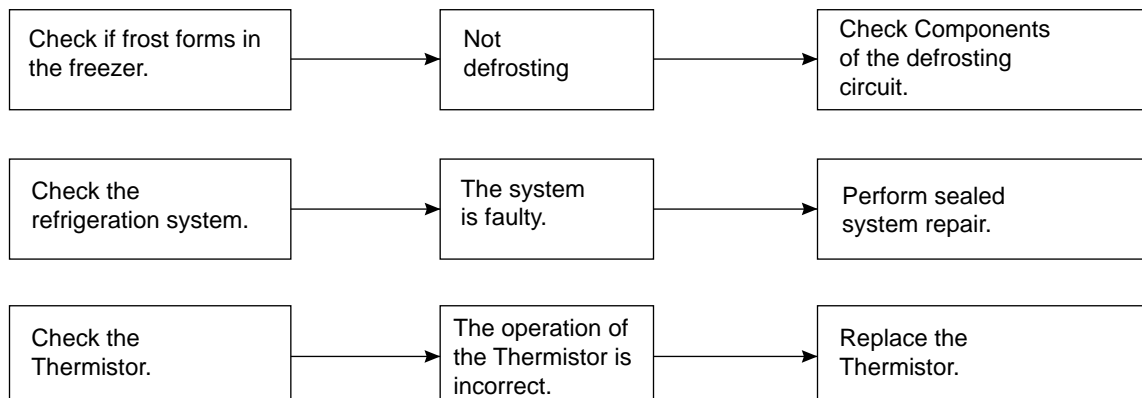 Check if frost forms in
the freezer.
Not
defrosting
Check Components
of the defrosting
circuit.
Check the
refrigeration system.
The system
is faulty.
Perform sealed
system repair.
Check the
Thermistor.
The operation of
the Thermistor is
incorrect.
Replace the
Thermistor.